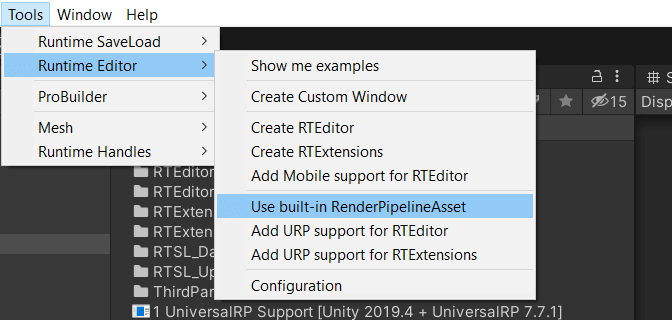 Tools Window Help
Runtime SaveLoad
Runtime Editor
ProBuilder
Mesh
Runtime Handles
Show me examples
Create Custom Window
Create RTEditor
Create RTExtensions
Add Mobile support for RTEditor
Use built-in RenderPipelineAsset
Add URP support for RTEditor
Add URP support for RTExtensions
Configuration
15
Disp
RTEditor
RTEditor
RTExten
RTExten
RTSL_Da
RTSL_Up
ThirdPar
1 UniversalRP Support [Unity 2019.4 + UniversalRP 7.7.1]